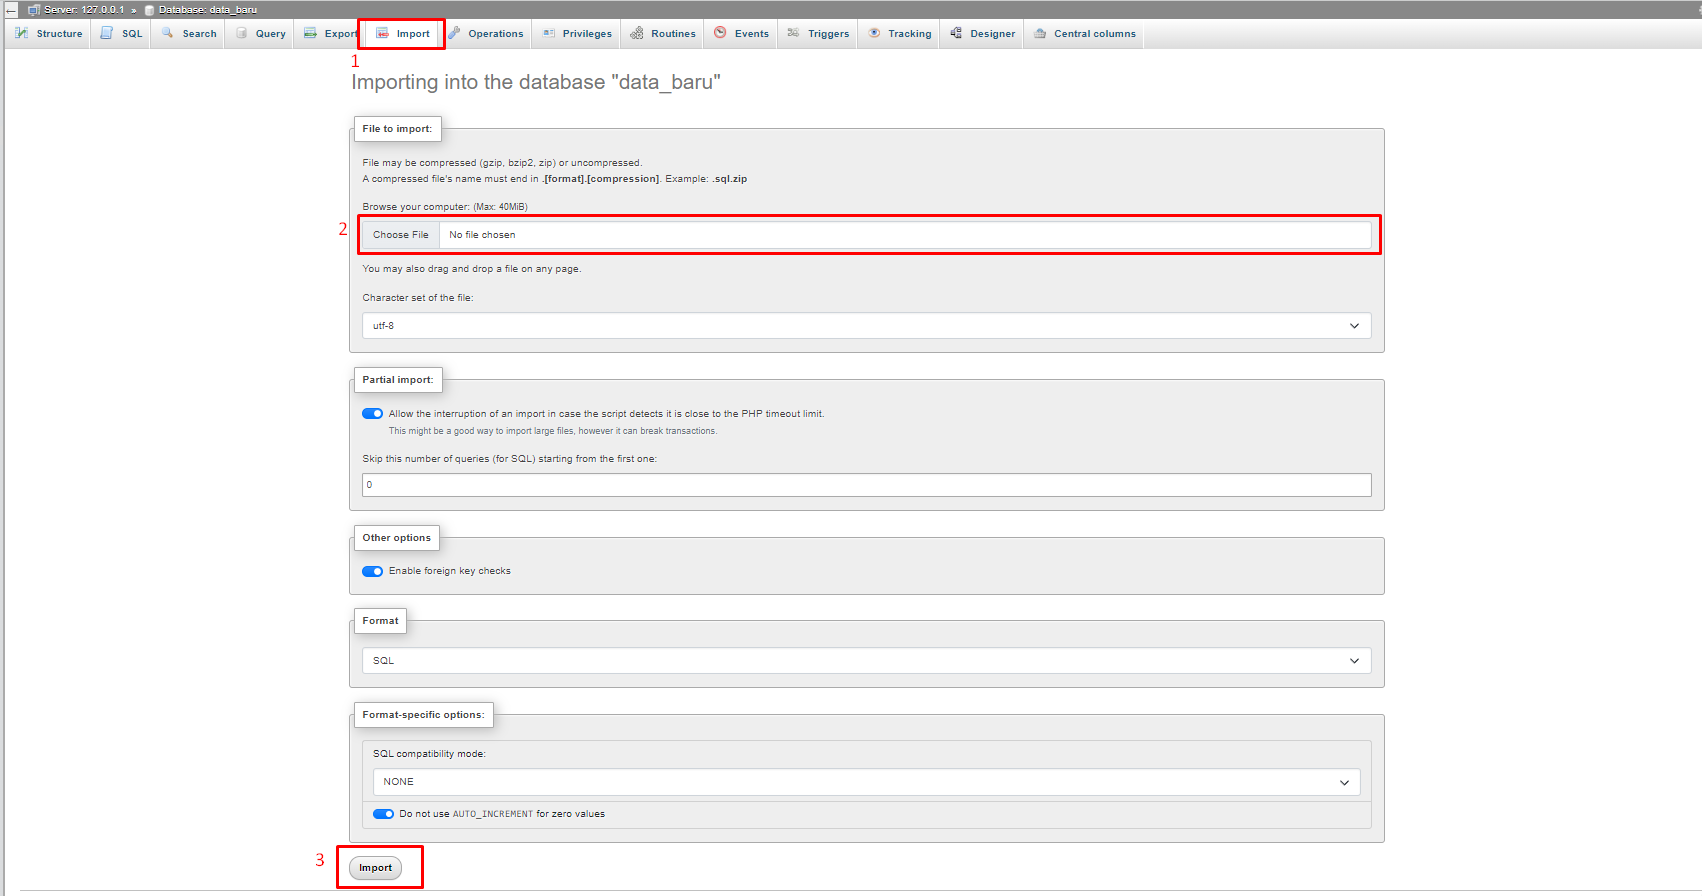 Server: 127.0.0.1 » Database: data_baru
Structure SQL Search Query Export Import Operations Privileges Routines Events Triggers Tracking Designer Central columns
1
Importing into the database "data_baru"
File to import:
File may be compressed (gzip, bzip2, zip) or uncompressed.
A compressed file's name must end in .[format].[compression]. Example: .sql.zip
Browse your computer: (Max: 40MiB)
2
Choose File No file chosen
You may also drag and drop a file on any page.
Character set of the file:
utf-8
Partial import:
Allow the interruption of an import in case the script detects it is close to the PHP timeout limit.
This might be a good way to import large files, however it can break transactions.
Skip this number of queries (for SQL) starting from the first one:
0
Other options
Enable foreign key checks
Format
SQL
Format-specific options:
SQL compatibility mode:
NONE
Do not use AUTO_INCREMENT for zero values
3
Import